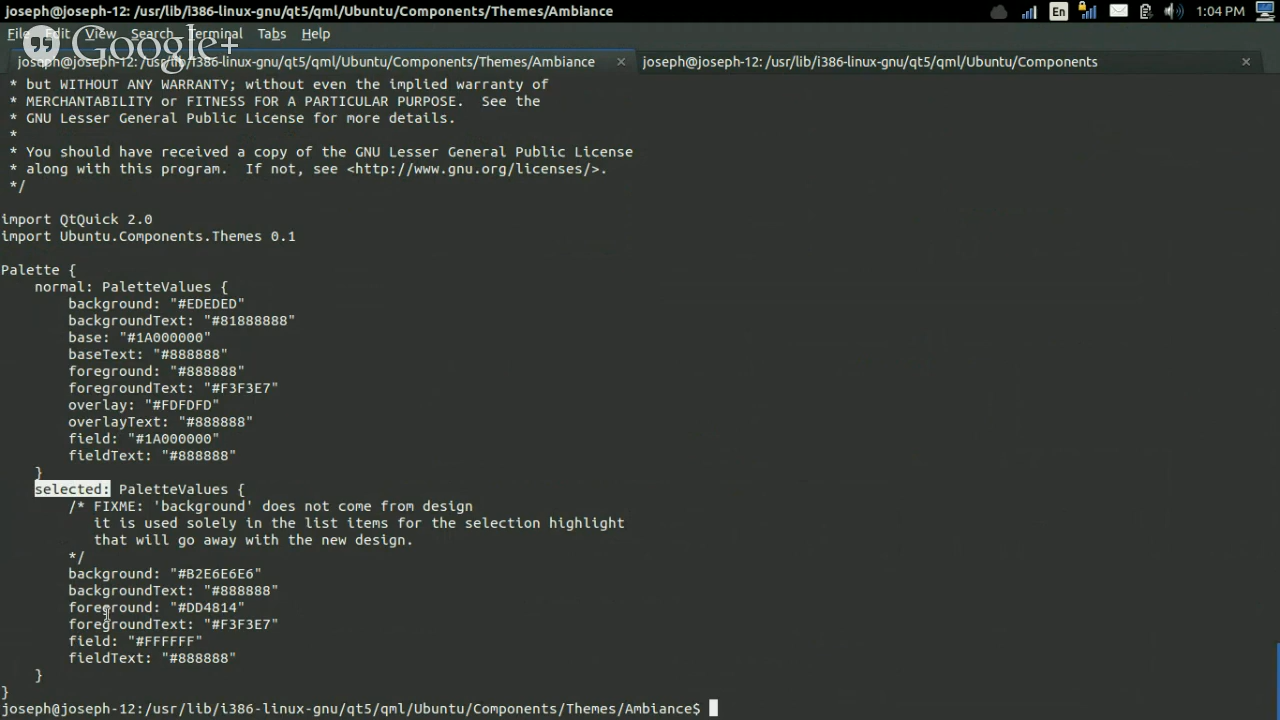 joseph@joseph-12: /usr/lib/i386-linux-gnu/qt5/qml/Ubuntu/Components/Themes/Ambiance
En
1:04 PM
File Edit View Search Terminal Tabs Help
Google+
joseph@joseph-12: /usr/lib/i386-linux-gnu/qt5/qml/Ubuntu/Components/Themes/Ambiance × joseph@joseph-12: /usr/lib/i386-linux-gnu/qt5/qml/Ubuntu/Components ×
* but WITHOUT ANY WARRANTY; without even the implied warranty of
* MERCHANTABILITY or FITNESS FOR A PARTICULAR PURPOSE.  See the
* GNU Lesser General Public License for more details.
*
* You should have received a copy of the GNU Lesser General Public License
* along with this program.  If not, see <http://www.gnu.org/licenses/>.
*/
import QtQuick 2.0
import Ubuntu.Components.Themes 0.1
Palette {
    normal: PaletteValues {
        background: "#EDEDED"
        backgroundText: "#81888888"
        base: "#1A000000"
        baseText: "#888888"
        foreground: "#888888"
        foregroundText: "#F3F3E7"
        overlay: "#FDFDFD"
        overlayText: "#888888"
        field: "#1A000000"
        fieldText: "#888888"
    }
    selected: PaletteValues {
        /* FIXME: 'background' does not come from design
           it is used solely in the list items for the selection highlight
           that will go away with the new design.
        */
        background: "#B2E6E6E6"
        backgroundText: "#888888"
        foreground: "#DD4814"
        foregroundText: "#F3F3E7"
        field: "#FFFFFF"
        fieldText: "#888888"
    }
}
joseph@joseph-12:/usr/lib/i386-linux-gnu/qt5/qml/Ubuntu/Components/Themes/Ambiance$